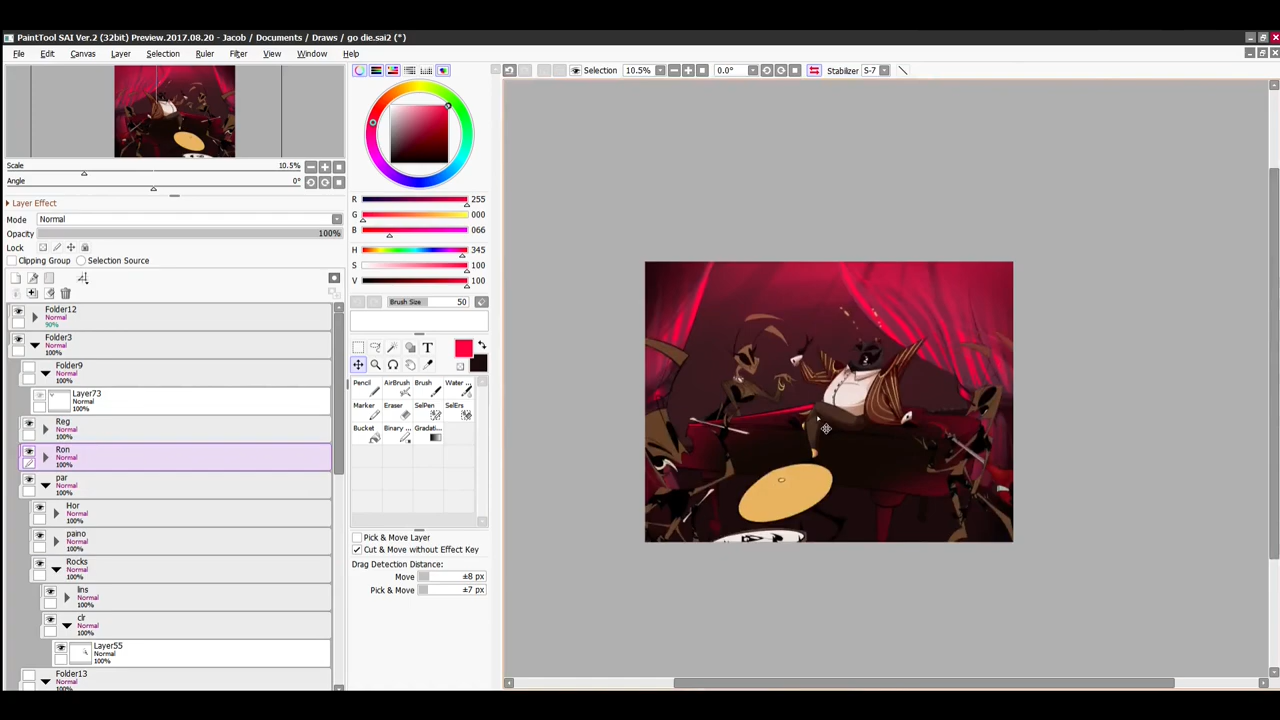 PaintTool SAI Ver.2 (32bit) Preview.2017.08.20 - Jacob / Documents / Draws / go die.sai2 (*)
File Edit Canvas Layer Selection Ruler Filter View Window Help
Selection 10.5% 0.0° Stabilizer S-7
Scale 10.5%
Angle 0°
Layer Effect
Mode Normal
Opacity 100%
Lock
Clipping Group Selection Source
Folder12
Normal
90%
Folder3
Normal
100%
Folder9
Normal
100%
Layer73
Normal
100%
Reg
Normal
100%
Ron
Normal
100%
par
Normal
100%
Hor
Normal
100%
paino
Normal
100%
Rocks
Normal
100%
lins
Normal
100%
clr
Normal
100%
Layer55
Normal
100%
Folder13
Normal
100%
R 255
G 000
B 066
H 345
S 100
V 100
Brush Size 50
T
Pencil AirBrush Brush Water ...
Marker Eraser SelPen SelErs
Bucket Binary ... Gradati...
Pick & Move Layer
Cut & Move without Effect Key
Drag Detection Distance:
Move ±8 px
Pick & Move ±7 px